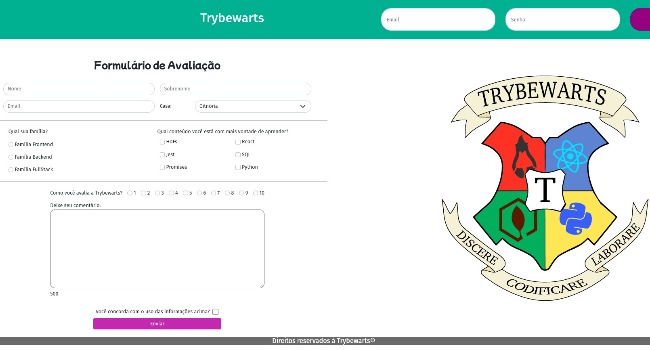 Trybewarts
Email
Senha
Formulário de Avaliação
Nome
Sobrenome
Email
Casa:
Gitnória
Qual sua família?
Família Frontend
Família Backend
Família FullStack
Qual conteúdo você está com mais vontade de aprender?
HoFs
React
Jest
SQL
Promises
Python
Como você avalia a Trybewarts?
1 2 3 4 5 6 7 8 9 10
Deixe seu comentário:
500
Você concorda com o uso das informações acima?
Enviar
TRYBEWARTS
T
DISCERE
CODIFICARE
LABORARE
Direitos reservados à Trybewarts©